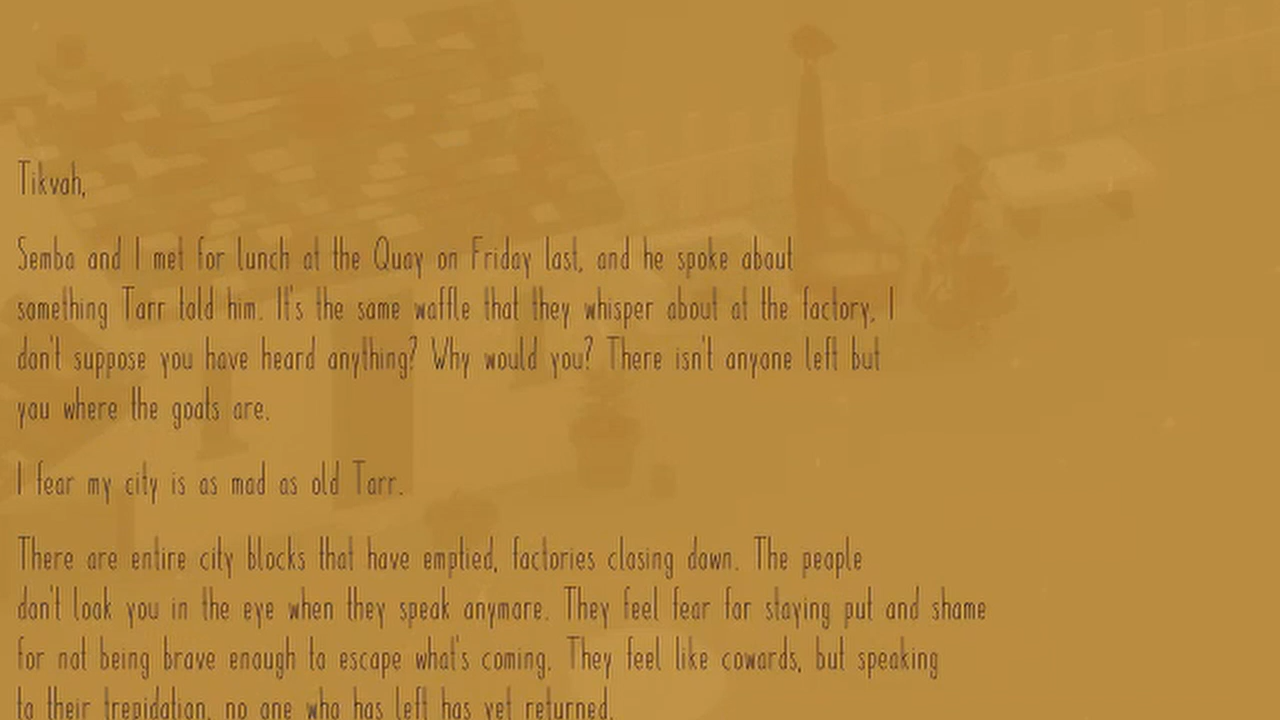 Tikvah,
Semba and I met for lunch at the Quay on Friday last, and he spoke about
something Tarr told him. It's the same waffle that they whisper about at the factory, I
don't suppose you have heard anything? Why would you? There isn't anyone left but
you where the goats are.
I fear my city is as mad as old Tarr.
There are entire city blocks that have emptied, factories closing down. The people
don't look you in the eye when they speak anymore. They feel fear for staying put and shame
for not being brave enough to escape what's coming. They feel like cowards, but speaking
to their trepidation, no one who has left has yet returned.